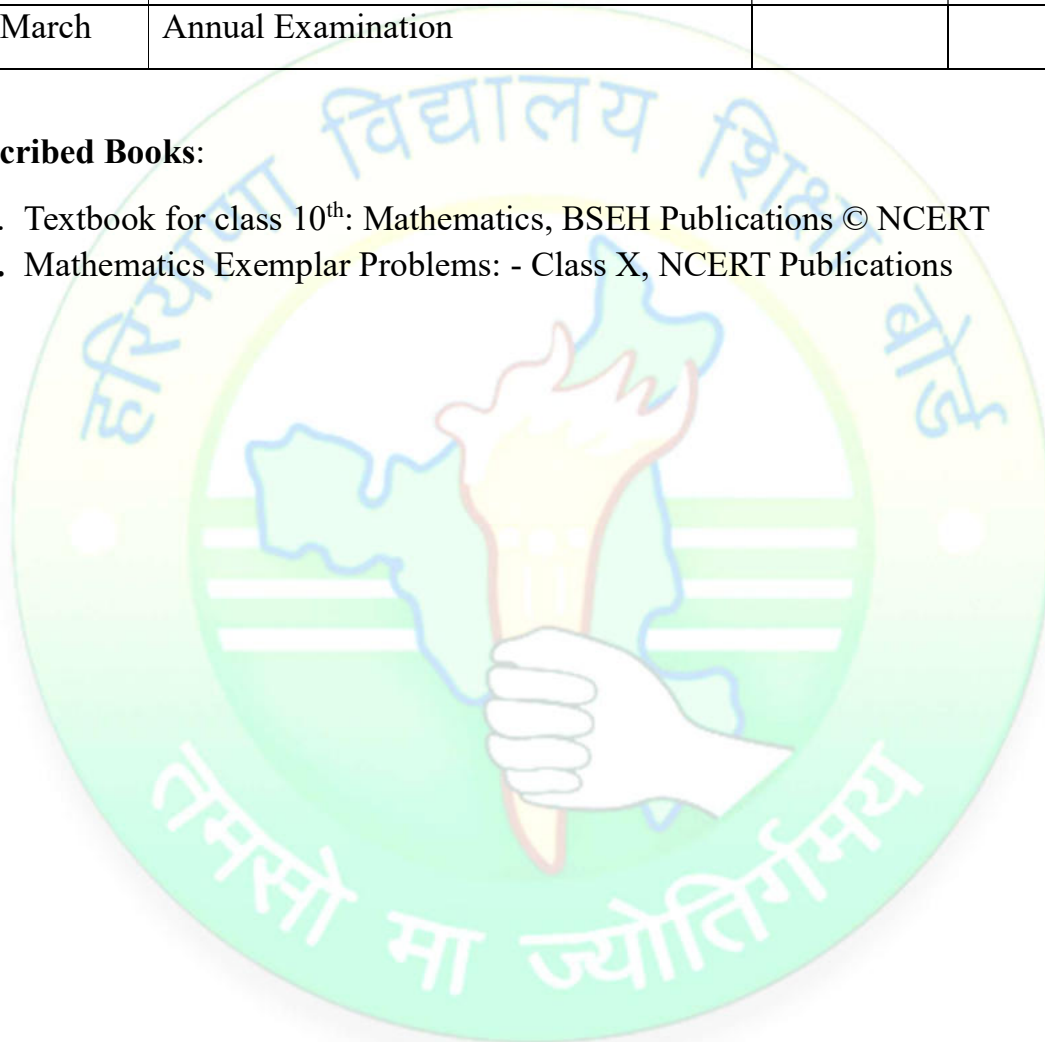 March Annual Examination
cribed Books:
. Textbook for class 10th: Mathematics, BSEH Publications © NCERT
. Mathematics Exemplar Problems: - Class X, NCERT Publications
हरियाणा विद्यालय शिक्षा बोर्ड
तमसो मा ज्योतिर्गमय